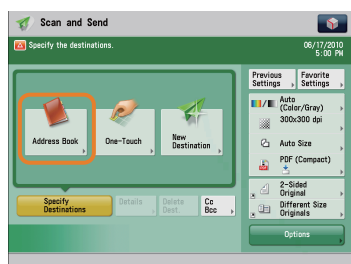 Scan and Send
Specify the destinations.
06/17/2010
5:00 PM
Address Book
One-Touch
New
Destination
Specify
Destinations
Details
Delete
Dest.
Cc
Bcc
Previous
Settings
Favorite
Settings
Auto
(Color/Gray)
300x300 dpi
Auto Size
PDF (Compact)
2-Sided
Original
Different Size
Originals
Options